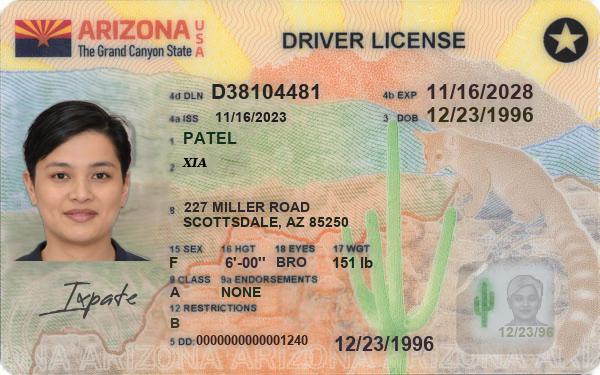 ARIZONA USA
The Grand Canyon State
DRIVER LICENSE
4d DLN D38104481 4b EXP 11/16/2028
4a ISS 11/16/2023 3 DOB 12/23/1996
1 PATEL
2 XIA
8 227 MILLER ROAD
SCOTTSDALE, AZ 85250
15 SEX 16 HGT 18 EYES 17 WGT
F 6'-00" BRO 151 lb
9 CLASS 9a ENDORSEMENTS
A NONE
12 RESTRICTIONS
B
5 DD: 0000000000001240
12/23/1996
12/23/96
Ixpate
ARIZONA ARIZONA ARIZONA ARIZONA